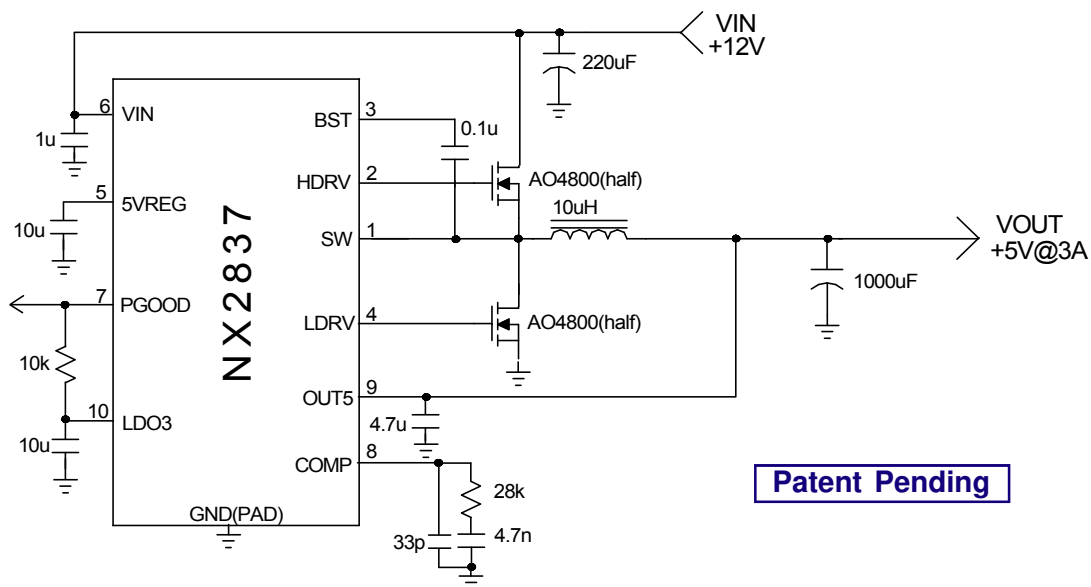 VIN
+12V
220uF
6
VIN
1u
BST
3
0.1u
HDRV
2
AO4800(half)
5
5VREG
10u
10uH
SW
1
VOUT
+5V@3A
NX2837
7
PGOOD
1000uF
LDRV
4
AO4800(half)
10k
OUT5
9
10
LDO3
4.7u
10u
COMP
8
28k
Patent Pending
GND(PAD)
33p
4.7n